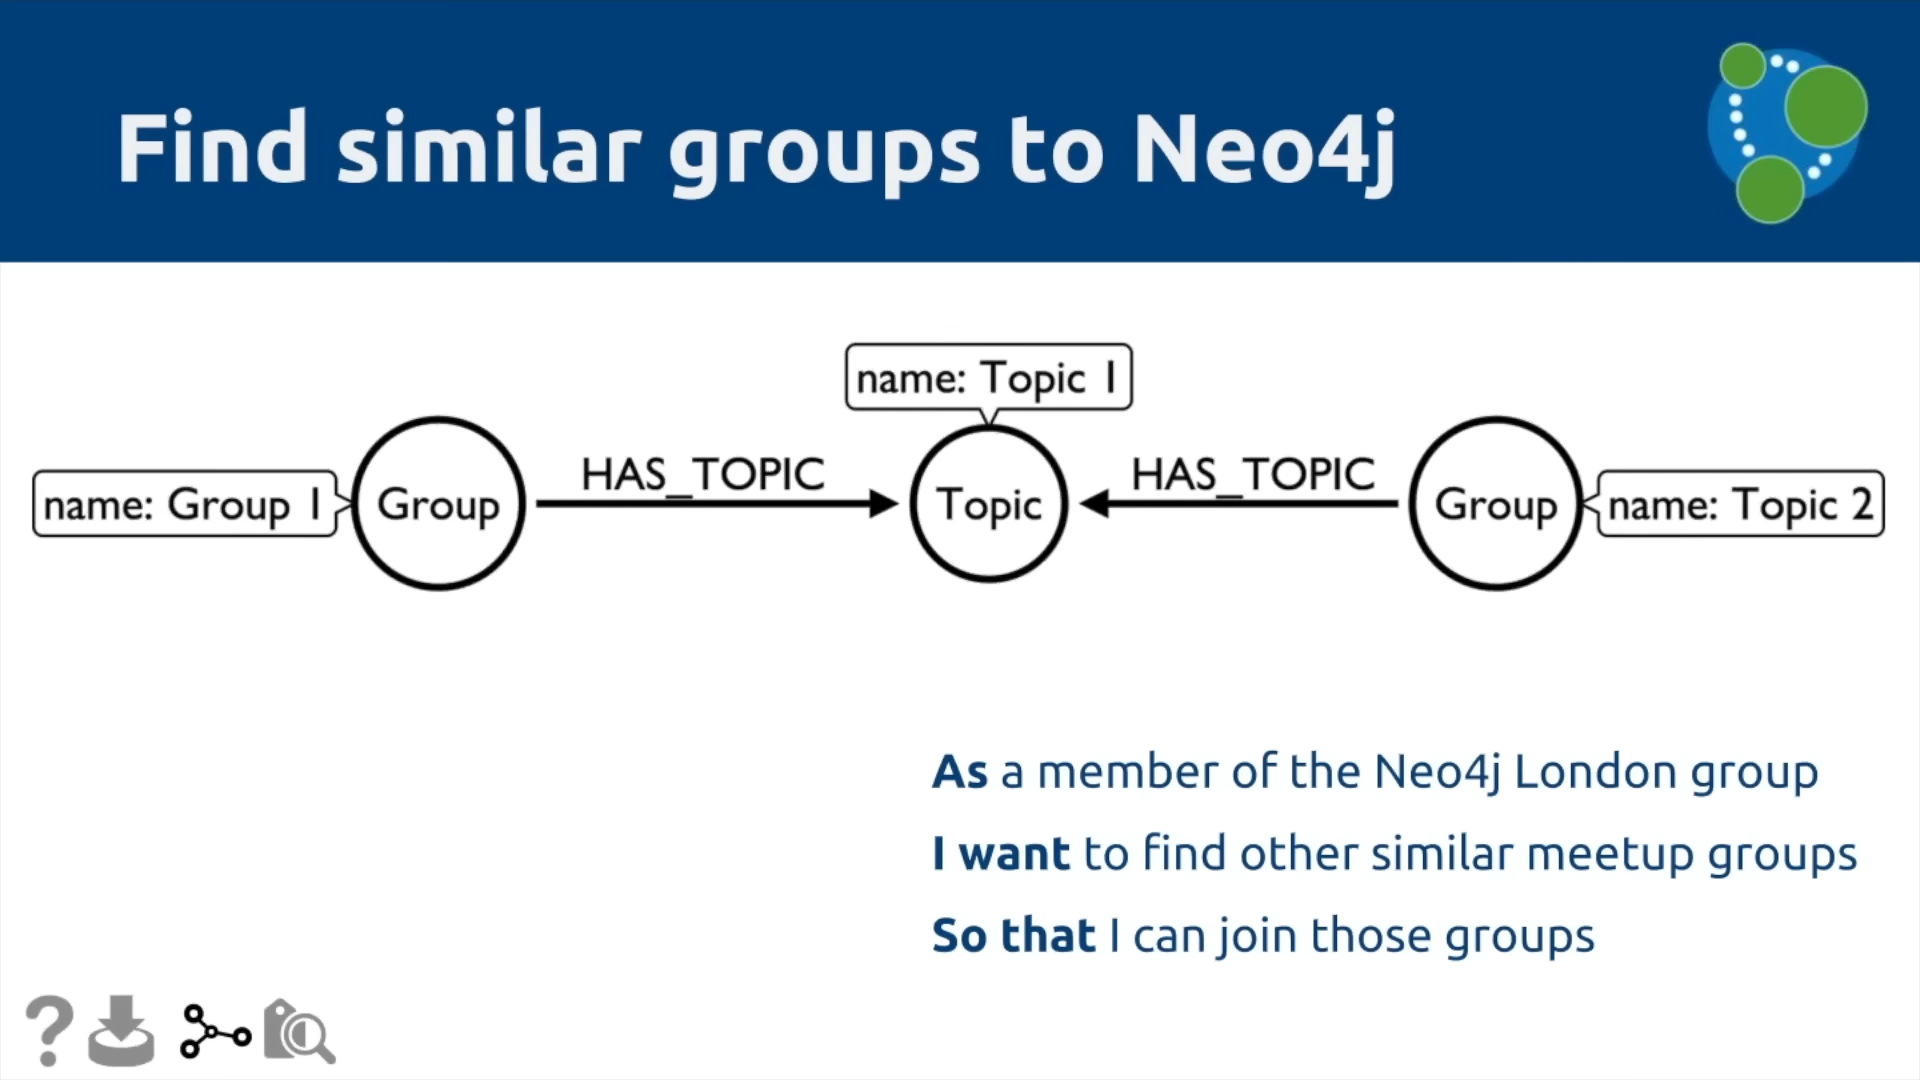 Find similar groups to Neo4j
name: Topic 1
name: Group 1
Group
HAS_TOPIC
Topic
HAS_TOPIC
Group
name: Topic 2
As a member of the Neo4j London group
I want to find other similar meetup groups
So that I can join those groups